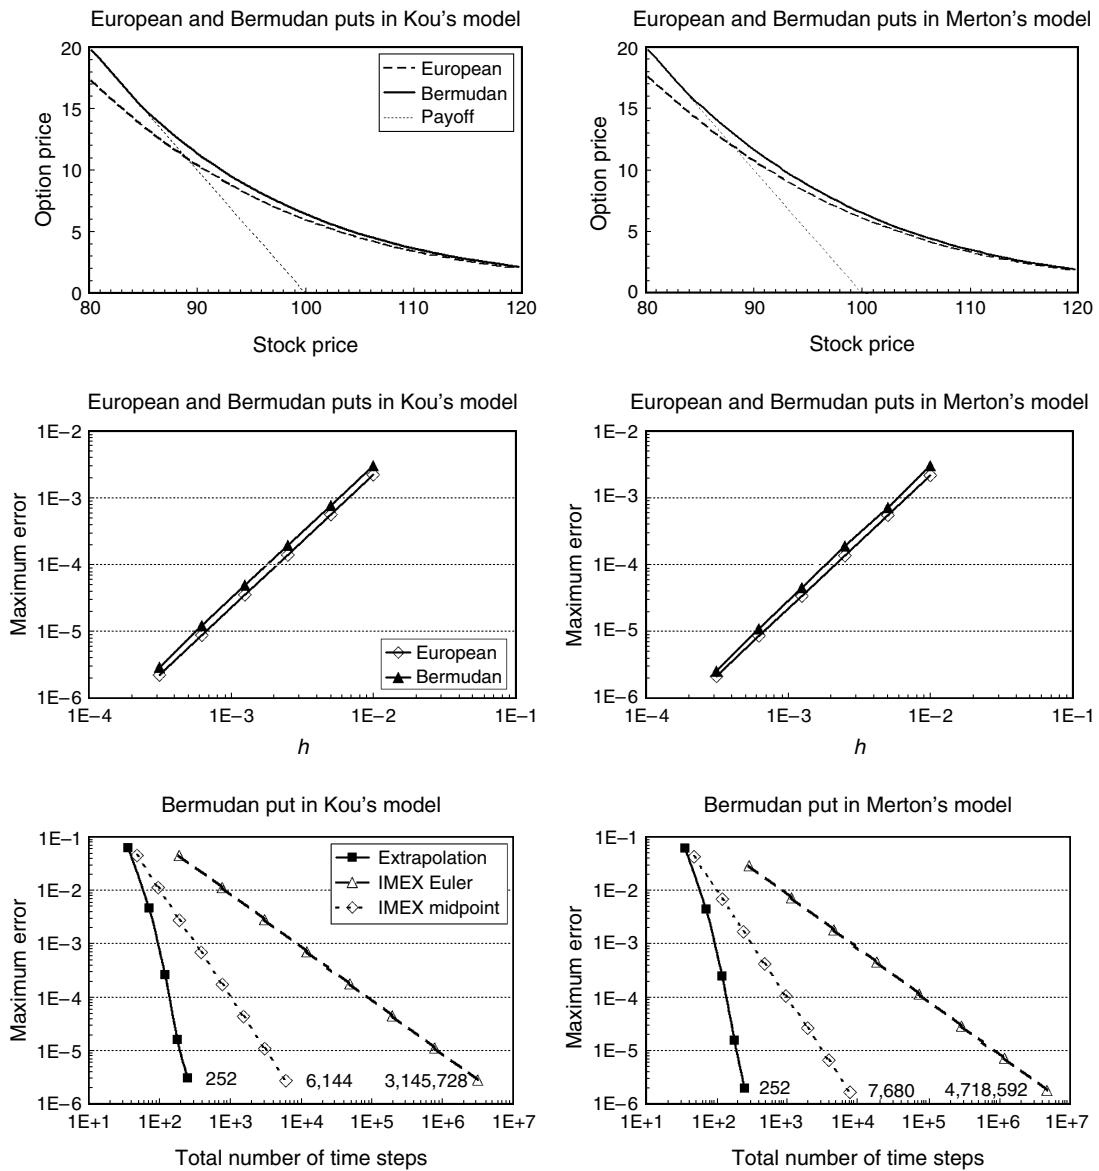 European and Bermudan puts in Kou's model
20
15
10
5
0
Option price
European
Bermudan
Payoff
80
90
100
110
120
Stock price
European and Bermudan puts in Merton's model
20
15
10
5
0
Option price
80
90
100
110
120
Stock price
European and Bermudan puts in Kou's model
1E−2
1E−3
1E−4
1E−5
1E−6
Maximum error
European
Bermudan
1E−4
1E−3
1E−2
1E−1
h
European and Bermudan puts in Merton's model
1E−2
1E−3
1E−4
1E−5
1E−6
Maximum error
1E−4
1E−3
1E−2
1E−1
h
Bermudan put in Kou's model
1E−1
1E−2
1E−3
1E−4
1E−5
1E−6
Maximum error
Extrapolation
IMEX Euler
IMEX midpoint
252
6,144
3,145,728
1E+1
1E+2
1E+3
1E+4
1E+5
1E+6
1E+7
Total number of time steps
Bermudan put in Merton's model
1E−1
1E−2
1E−3
1E−4
1E−5
1E−6
Maximum error
252
7,680
4,718,592
1E+1
1E+2
1E+3
1E+4
1E+5
1E+6
1E+7
Total number of time steps